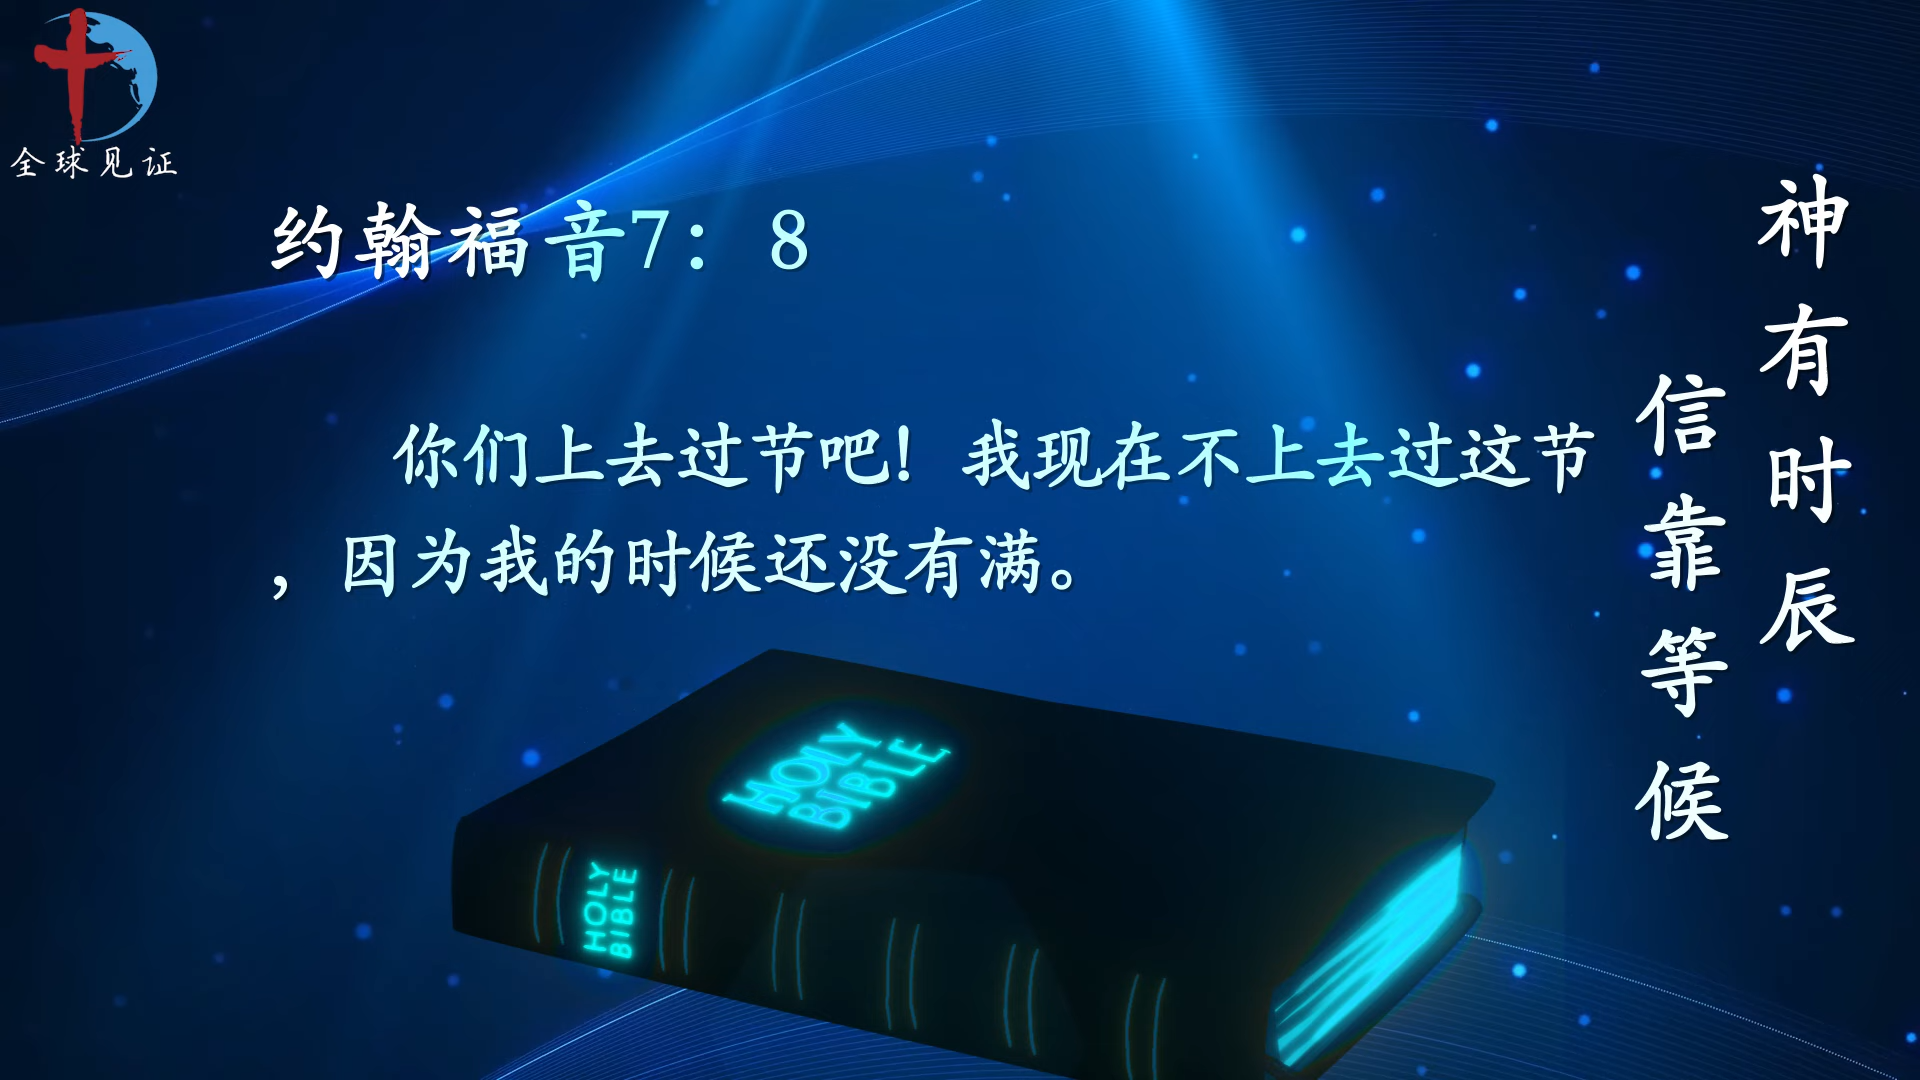 全球见证
约翰福音7：8
你们上去过节吧！我现在不上去过这节
，因为我的时候还没有满。
神有时辰
信靠等候
HOLY
BIBLE
HOLY
BIBLE